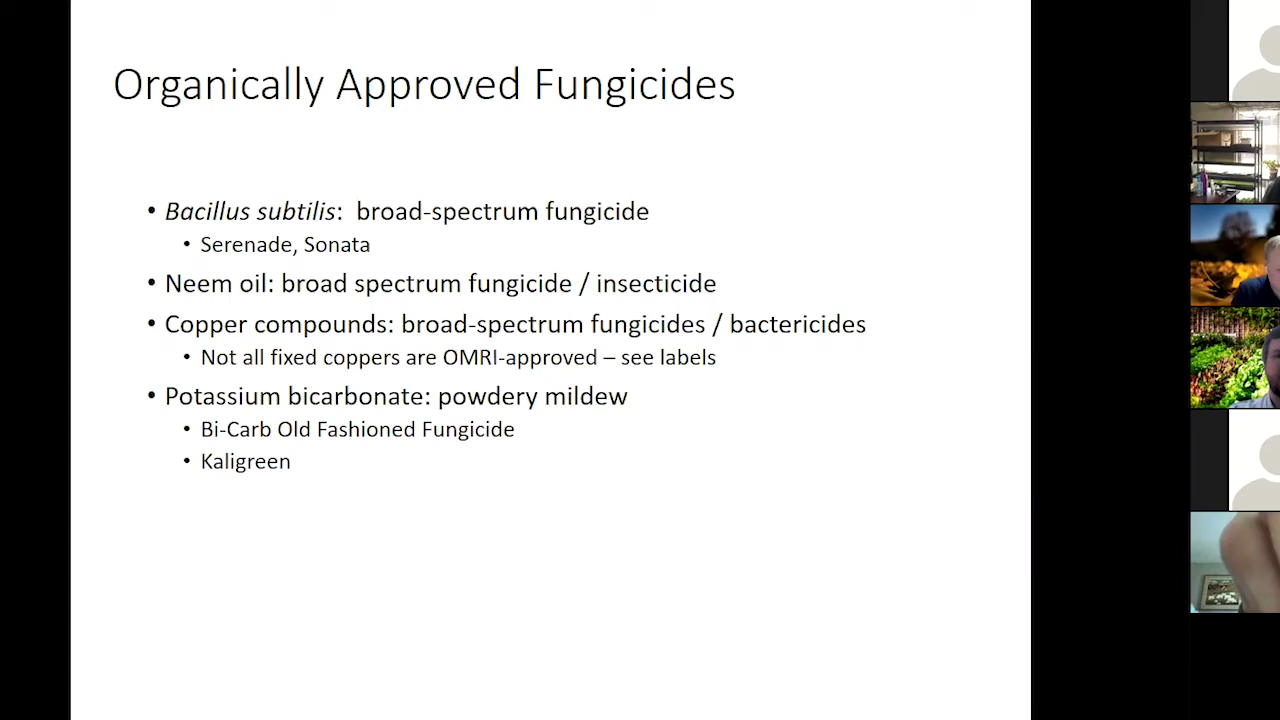 Organically Approved Fungicides
• Bacillus subtilis: broad-spectrum fungicide
• Serenade, Sonata
• Neem oil: broad spectrum fungicide / insecticide
• Copper compounds: broad-spectrum fungicides / bactericides
• Not all fixed coppers are OMRI-approved – see labels
• Potassium bicarbonate: powdery mildew
• Bi-Carb Old Fashioned Fungicide
• Kaligreen